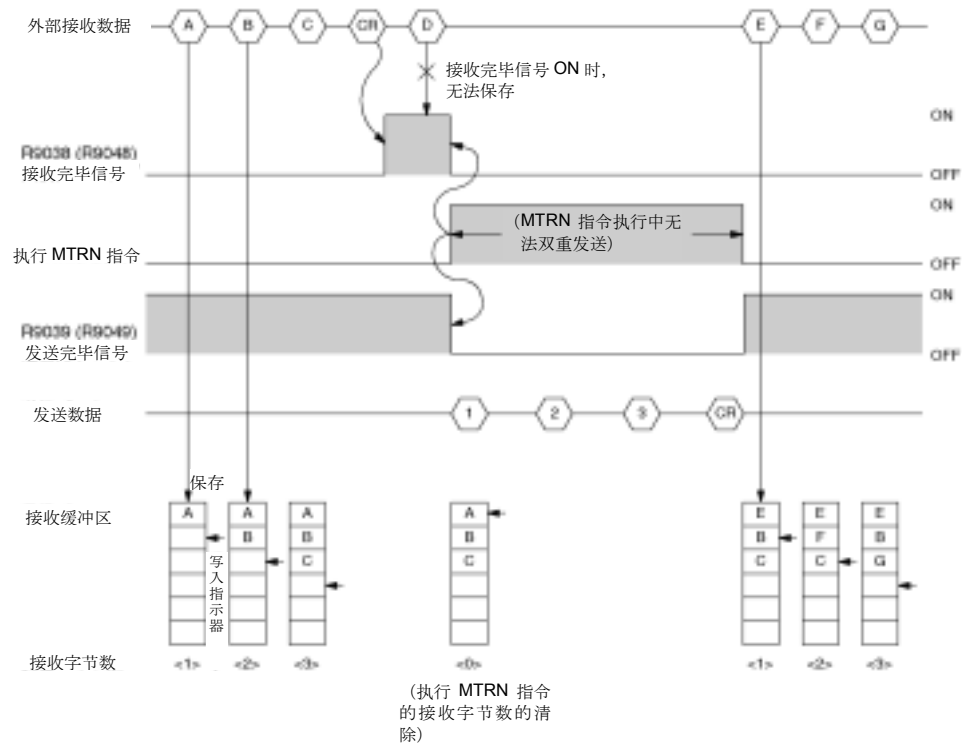 外部接收数据 A B C CR D E F G
接收完毕信号 ON 时,
无法保存
ON
R9038 (R9048)
接收完毕信号
OFF
ON
（MTRN 指令执行中无
法双重发送）
执行 MTRN 指令
OFF
ON
R9039 (R9049)
发送完毕信号
OFF
发送数据 1 2 3 CR
保存
接收缓冲区
A A A A E E E
B B B B F B
C C C C G
写入指示器
接收字节数 <1> <2> <3> <0> <1> <2> <3>
（执行 MTRN 指令
的接收字节数的清
除）